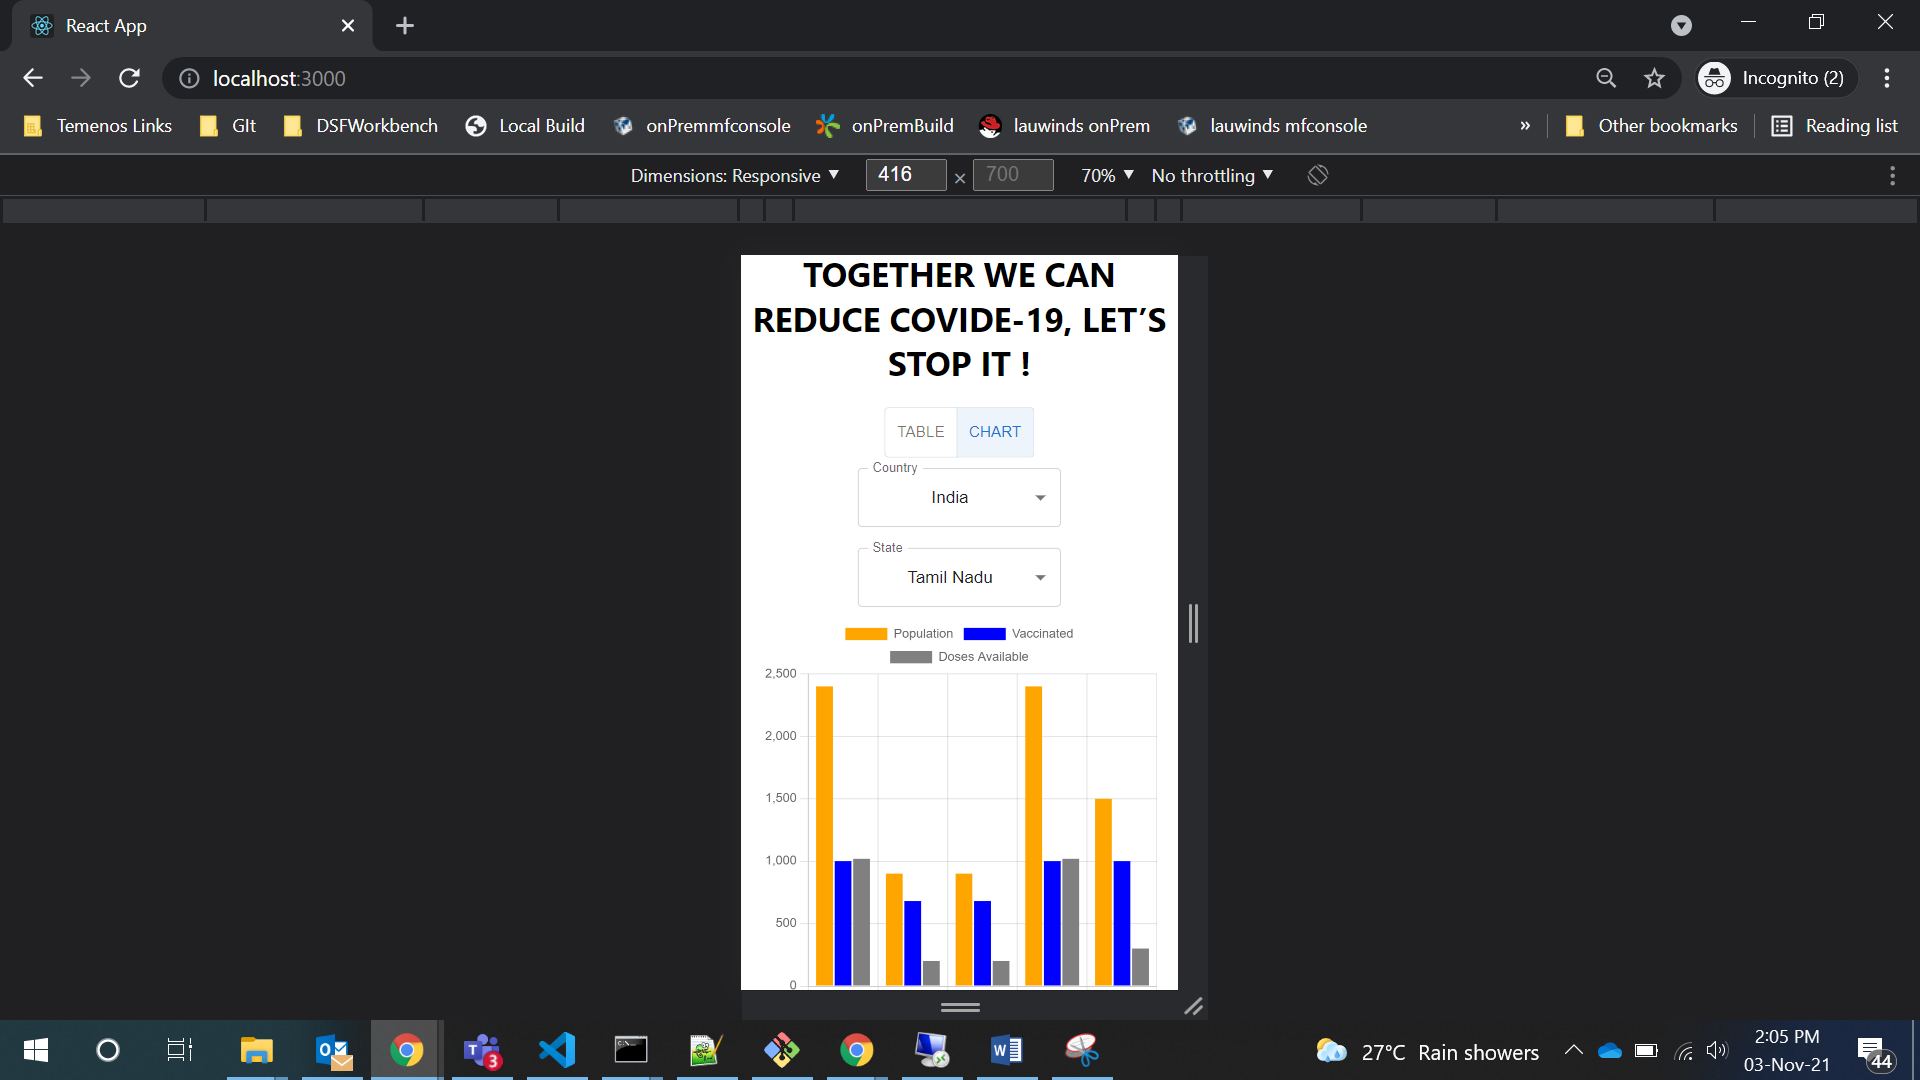 React App
localhost:3000
Incognito (2)
Temenos Links
GIt
DSFWorkbench
Local Build
onPremmfconsole
onPremBuild
lauwinds onPrem
lauwinds mfconsole
»
Other bookmarks
Reading list
Dimensions: Responsive
416 × 700
70%
No throttling
TOGETHER WE CAN
REDUCE COVIDE-19, LET’S
STOP IT !
TABLE
CHART
Country
India
State
Tamil Nadu
Population
Vaccinated
Doses Available
2,500
2,000
1,500
1,000
500
0
3
27°C Rain showers
2:05 PM
03-Nov-21
44